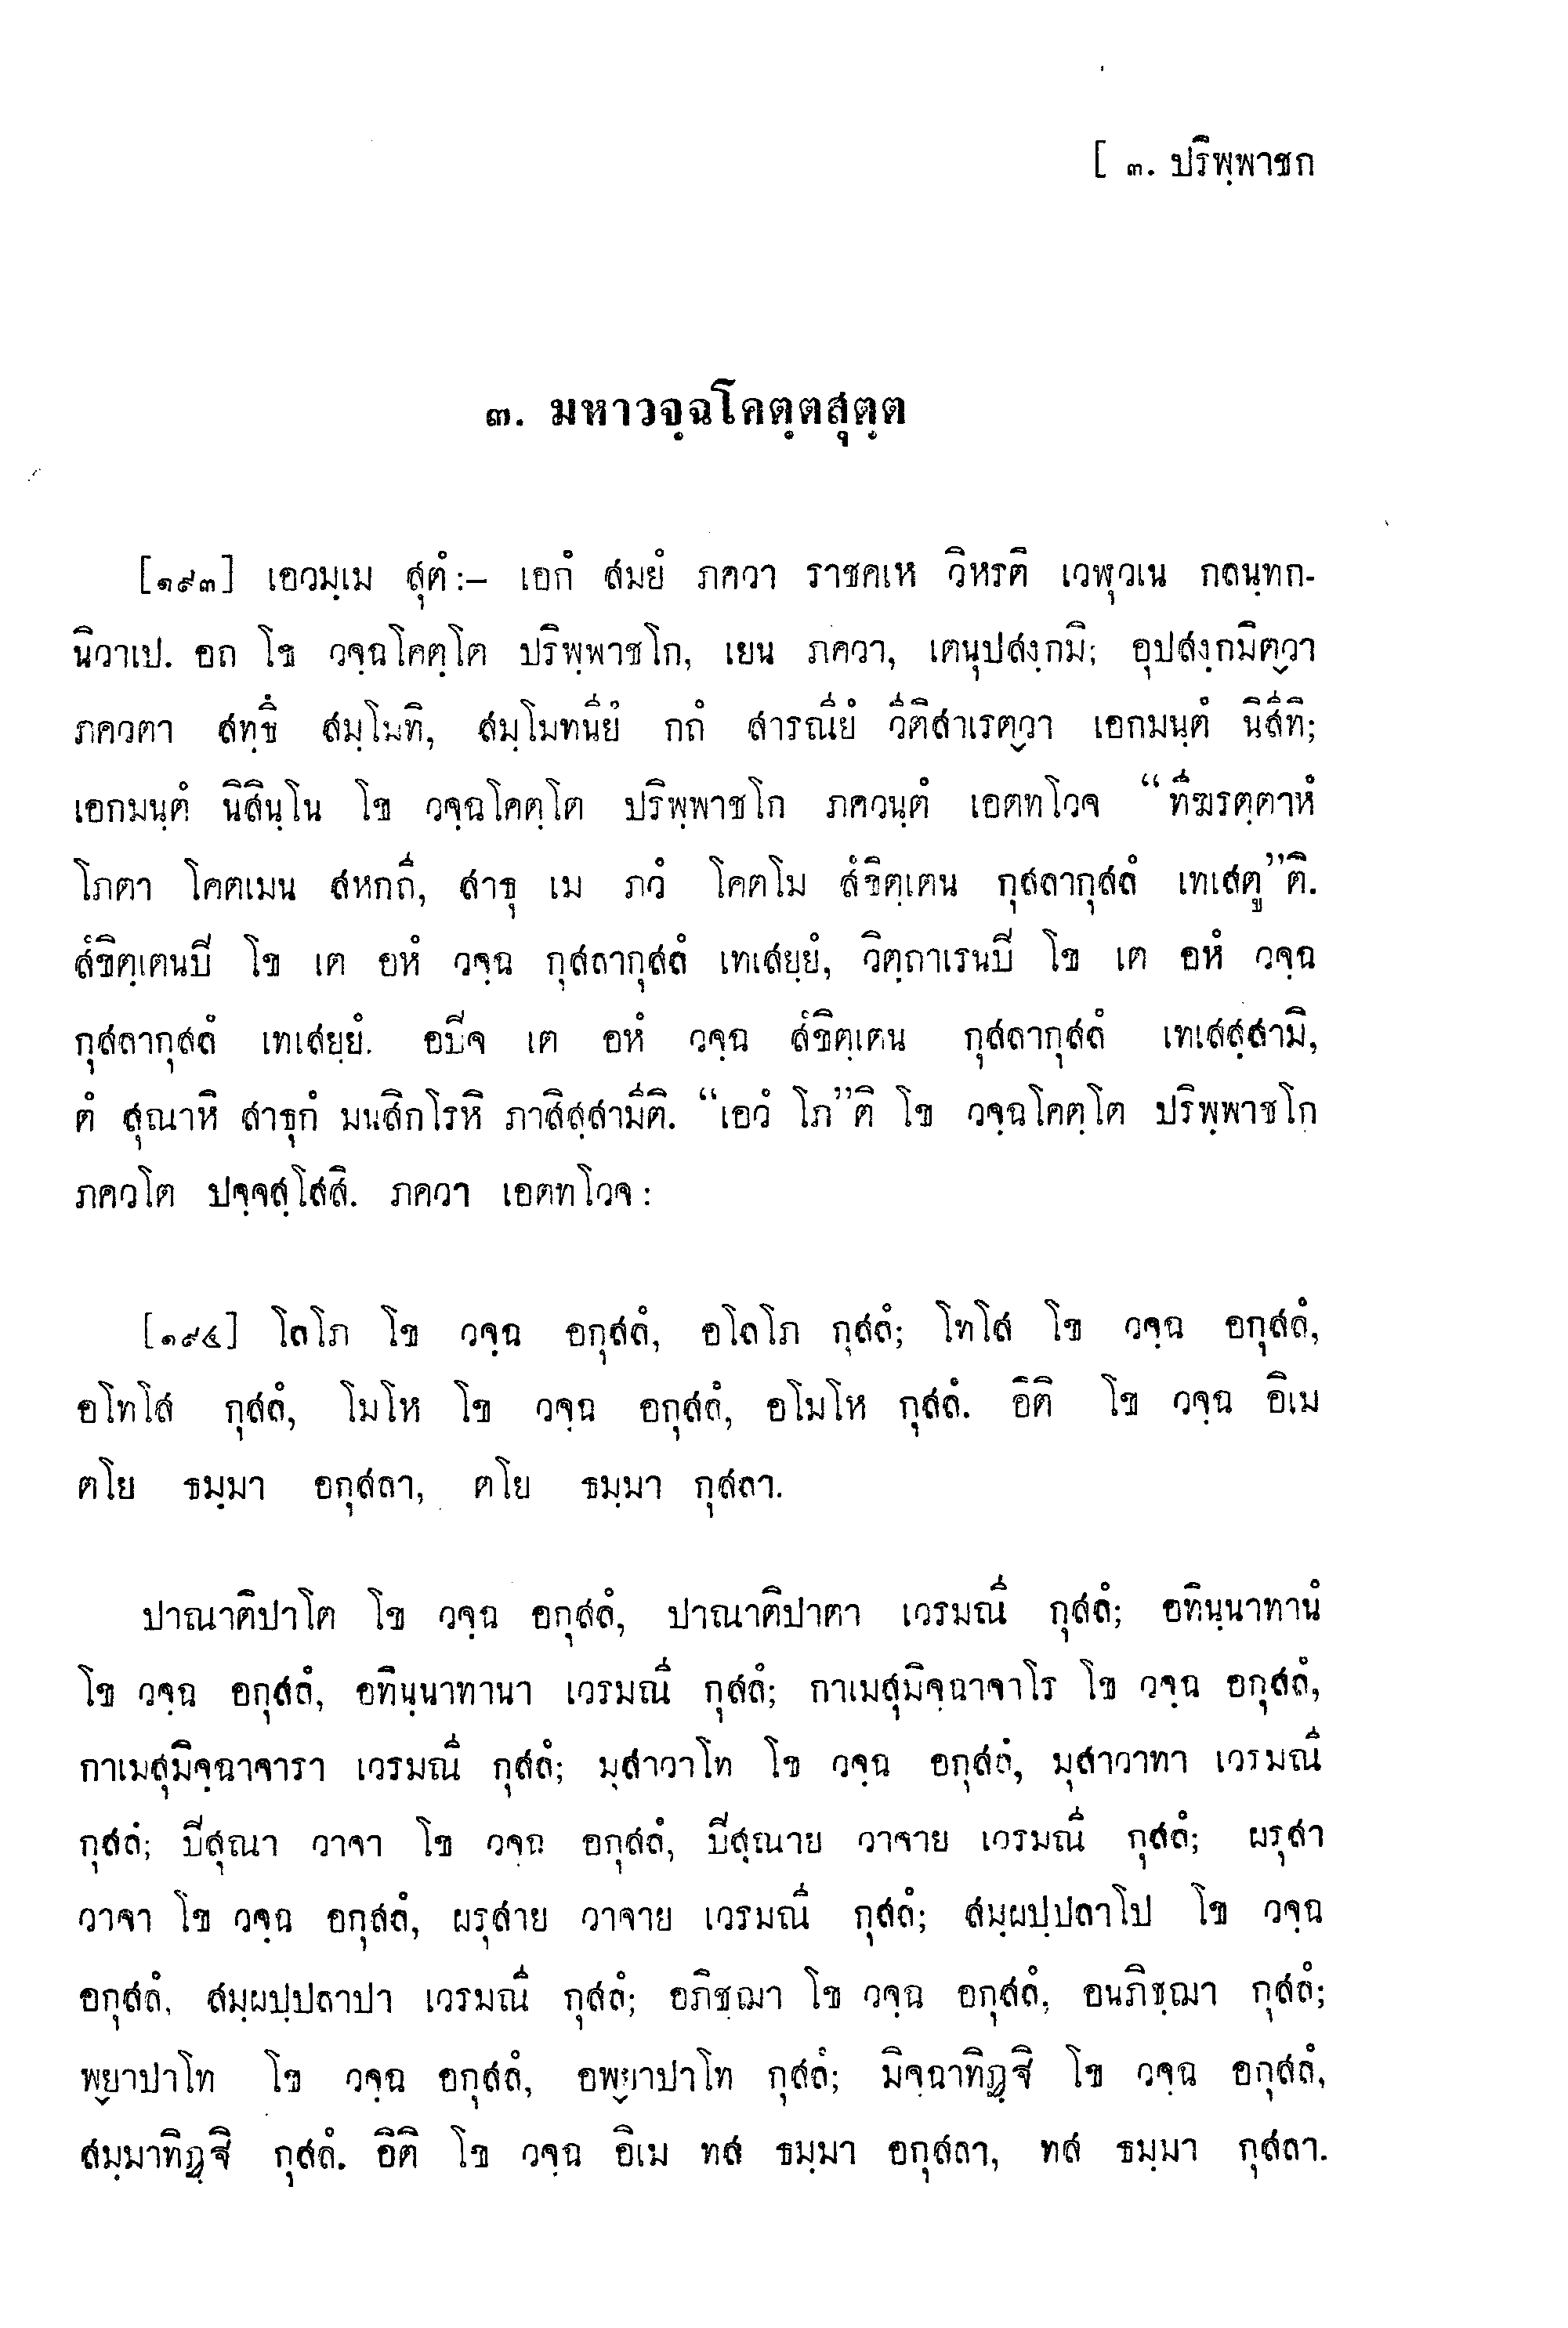 [ ๓. ปริพฺพาชก
๓. มหาวจฺฉโคตฺตสุตฺต
[๑๙๓] เอวมฺเม สุตํ :– เอกํ สมยํ ภควา ราชคเห วิหรติ เวฬุวเน กลนฺทก-
นิวาเป. อถ โข วจฺฉโคตฺโต ปริพฺพาชโก, เยน ภควา, เตนุปสงฺกมิ; อุปสงฺกมิตฺวา
ภควตา สทฺธึ สมฺโมทิ, สมฺโมทนียํ กถํ สารณียํ วีติสาเรตฺวา เอกมนฺตํ นิสีทิ;
เอกมนฺตํ นิสินฺโน โข วจฺฉโคตฺโต ปริพฺพาชโก ภควนฺตํ เอตทโวจ “ทีฆรตฺตาหํ
โภตา โคตเมน สหกถี, สาธุ เม ภวํ โคตโม สํขิตฺเตน กุสลากุสลํ เทเสตู”ติ.
สํขิตฺเตนปี โข เต อหํ วจฺฉ กุสลากุสลํ เทเสยฺยํ, วิตฺถาเรนปี โข เต อหํ วจฺฉ
กุสลากุสลํ เทเสยฺยํ. อปิจ เต อหํ วจฺฉ สํขิตฺเตน กุสลากุสลํ เทเสสฺสามิ,
ตํ สุณาหิ สาธุกํ มนสิกโรหิ ภาสิสฺสามีติ. “เอวํ โภ”ติ โข วจฺฉโคตฺโต ปริพฺพาชโก
ภควโต ปจฺจสฺโสสิ. ภควา เอตทโวจ :
[๑๙๔] โลโภ โข วจฺฉ อกุสลํ, อโลโภ กุสลํ; โทโส โข วจฺฉ อกุสลํ,
อโทโส กุสลํ, โมโห โข วจฺฉ อกุสลํ, อโมโห กุสลํ. อิติ โข วจฺฉ อิเม
ตโย ธมฺมา อกุสลา, ตโย ธมฺมา กุสลา.
ปาณาติปาโต โข วจฺฉ อกุสลํ, ปาณาติปาตา เวรมณี กุสลํ; อทินฺนาทานํ
โข วจฺฉ อกุสลํ, อทินฺนาทานา เวรมณี กุสลํ; กาเมสุมิจฺฉาจาโร โข วจฺฉ อกุสลํ,
กาเมสุมิจฺฉาจารา เวรมณี กุสลํ; มุสาวาโท โข วจฺฉ อกุสลํ, มุสาวาทา เวรมณี
กุสลํ; ปิสุณา วาจา โข วจฺฉ อกุสลํ, ปิสุณาย วาจาย เวรมณี กุสลํ; ผรุสา
วาจา โข วจฺฉ อกุสลํ, ผรุสาย วาจาย เวรมณี กุสลํ; สมฺผปฺปลาโป โข วจฺฉ
อกุสลํ, สมฺผปฺปลาปา เวรมณี กุสลํ; อภิชฺฌา โข วจฺฉ อกุสลํ, อนภิชฺฌา กุสลํ;
พฺยาปาโท โข วจฺฉ อกุสลํ, อพฺยาปาโท กุสลํ; มิจฺฉาทิฏฺฐิ โข วจฺฉ อกุสลํ,
สมฺมาทิฏฺฐิ กุสลํ. อิติ โข วจฺฉ อิเม ทส ธมฺมา อกุสลา, ทส ธมฺมา กุสลา.